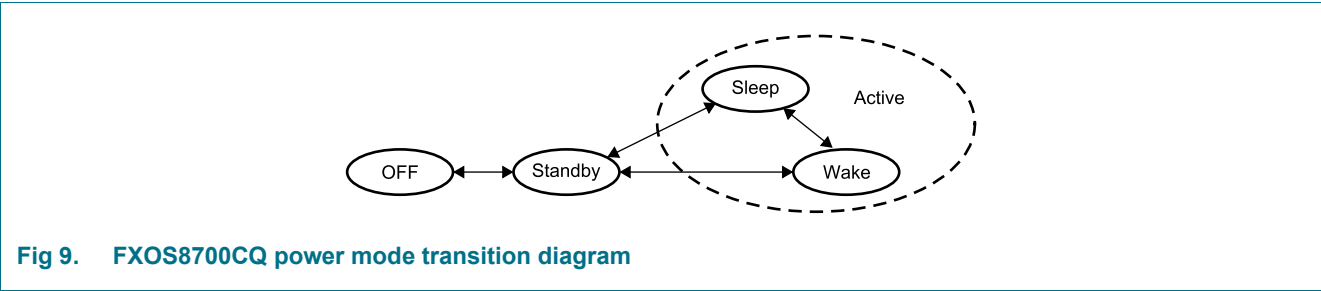 Sleep
Active
OFF
Standby
Wake
Fig 9. FXOS8700CQ power mode transition diagram